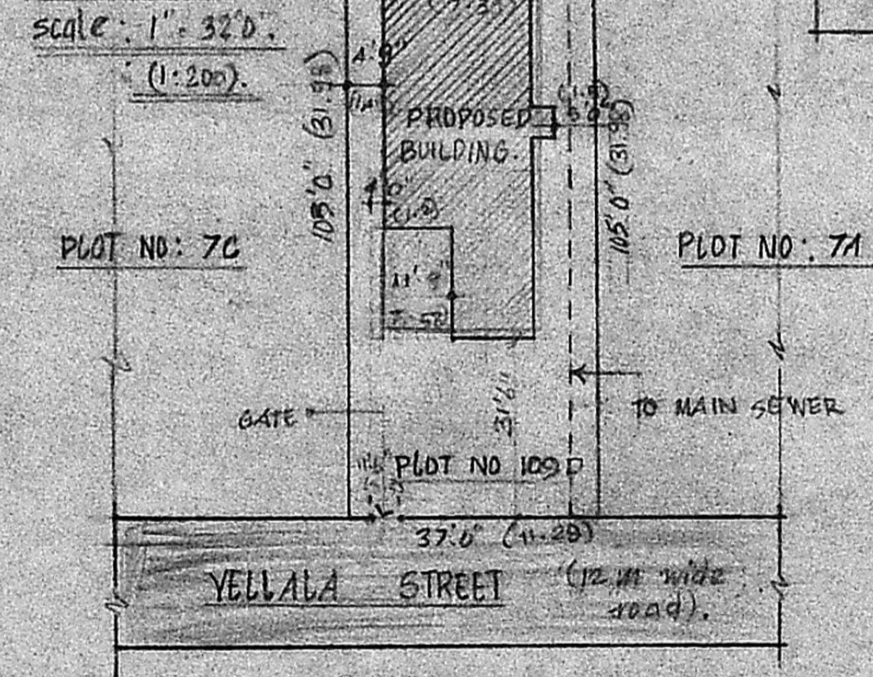 scale: 1"= 32'0".
(1:200).
4'9"
PROPOSED
BUILDING.
(1.5)
5'0"
105'0" (31.98)
105'0" (31.98)
PLOT NO: 7C
PLOT NO: 7A
31'6"
GATE
TO MAIN SEWER
PLOT NO 109
37'0" (11.28)
YELLALA STREET
(12 m wide
road).